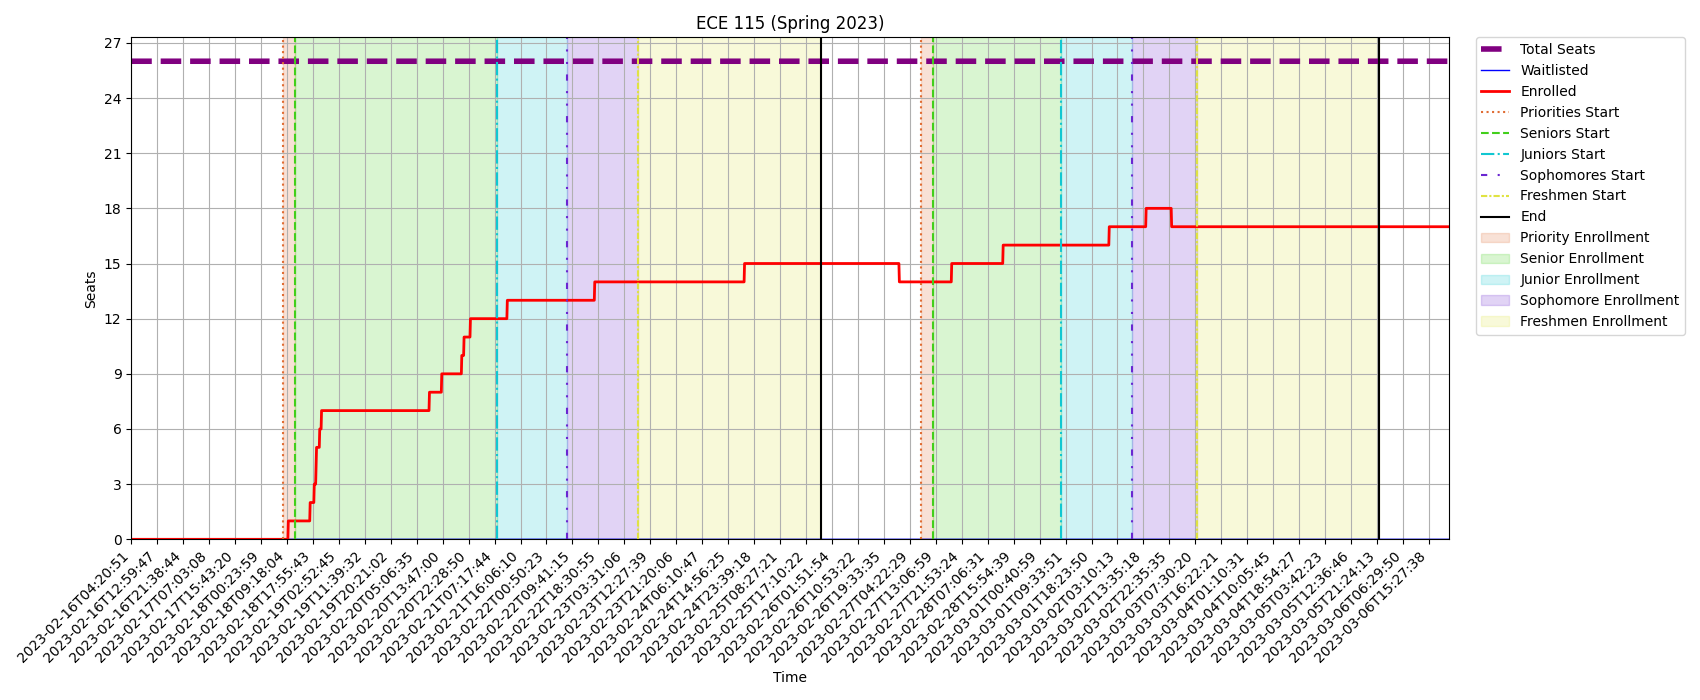 ECE 115 (Spring 2023)
27
24
21
18
15
12
9
6
3
0
Seats
2023-02-16T04:20:51
2023-02-16T12:59:47
2023-02-16T21:38:44
2023-02-17T07:03:08
2023-02-17T15:43:20
2023-02-18T00:23:59
2023-02-18T09:18:04
2023-02-18T17:55:43
2023-02-19T02:52:45
2023-02-19T11:39:32
2023-02-19T20:21:02
2023-02-20T05:06:35
2023-02-20T13:47:00
2023-02-20T22:28:50
2023-02-21T07:17:44
2023-02-21T16:06:10
2023-02-22T00:50:23
2023-02-22T09:41:15
2023-02-22T18:30:55
2023-02-23T03:31:06
2023-02-23T12:27:39
2023-02-23T21:20:06
2023-02-24T06:10:47
2023-02-24T14:56:25
2023-02-24T23:39:18
2023-02-25T08:27:21
2023-02-25T17:10:22
2023-02-26T01:51:54
2023-02-26T10:53:22
2023-02-26T19:33:35
2023-02-27T04:22:29
2023-02-27T13:06:59
2023-02-27T21:53:24
2023-02-28T07:06:31
2023-02-28T15:54:39
2023-03-01T00:40:59
2023-03-01T09:33:51
2023-03-01T18:23:50
2023-03-02T03:10:13
2023-03-02T13:35:18
2023-03-02T22:35:35
2023-03-03T07:30:20
2023-03-03T16:22:21
2023-03-04T01:10:31
2023-03-04T10:05:45
2023-03-04T18:54:27
2023-03-05T03:42:23
2023-03-05T12:36:46
2023-03-05T21:24:13
2023-03-06T06:29:50
2023-03-06T15:27:38
Time
Total Seats
Waitlisted
Enrolled
Priorities Start
Seniors Start
Juniors Start
Sophomores Start
Freshmen Start
End
Priority Enrollment
Senior Enrollment
Junior Enrollment
Sophomore Enrollment
Freshmen Enrollment